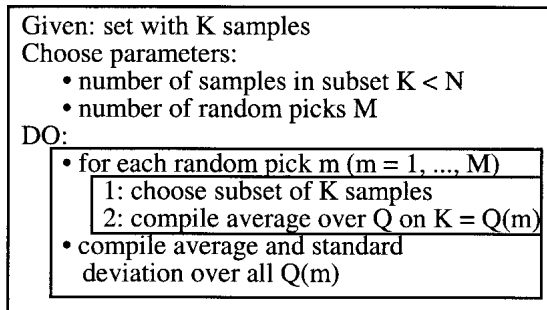 Given: set with K samples
Choose parameters:
• number of samples in subset K < N
• number of random picks M
DO:
• for each random pick m (m = 1, ..., M)
1: choose subset of K samples
2: compile average over Q on K = Q(m)
• compile average and standard
deviation over all Q(m)